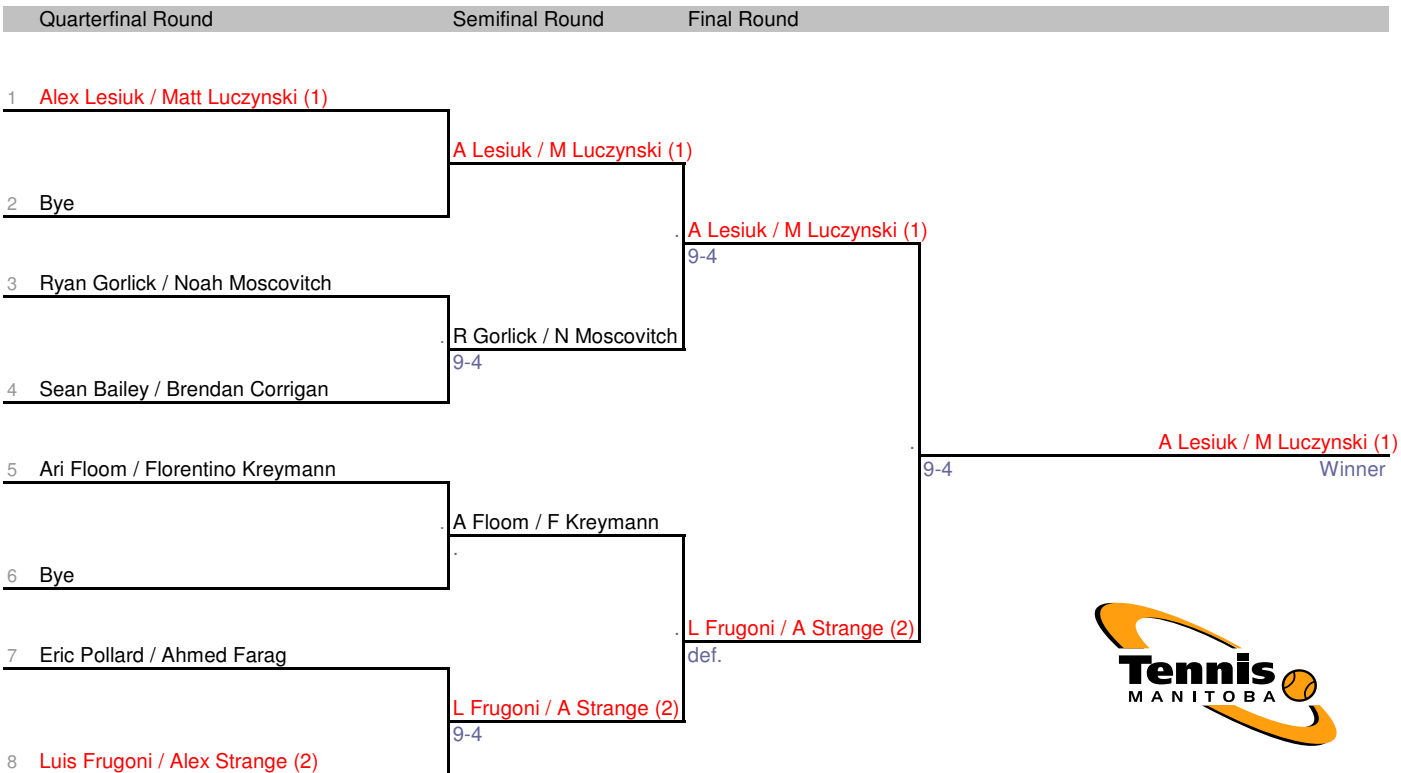 Quarterfinal Round Semifinal Round Final Round
1 Alex Lesiuk / Matt Luczynski (1)
A Lesiuk / M Luczynski (1)
2 Bye
. A Lesiuk / M Luczynski (1)
9-4
3 Ryan Gorlick / Noah Moscovitch
. R Gorlick / N Moscovitch
9-4
4 Sean Bailey / Brendan Corrigan
. A Lesiuk / M Luczynski (1)
9-4 Winner
5 Ari Floom / Florentino Kreymann
. A Floom / F Kreymann
.
6 Bye
. L Frugoni / A Strange (2)
def.
7 Eric Pollard / Ahmed Farag
L Frugoni / A Strange (2)
9-4
8 Luis Frugoni / Alex Strange (2)
Tennis
MANITOBA